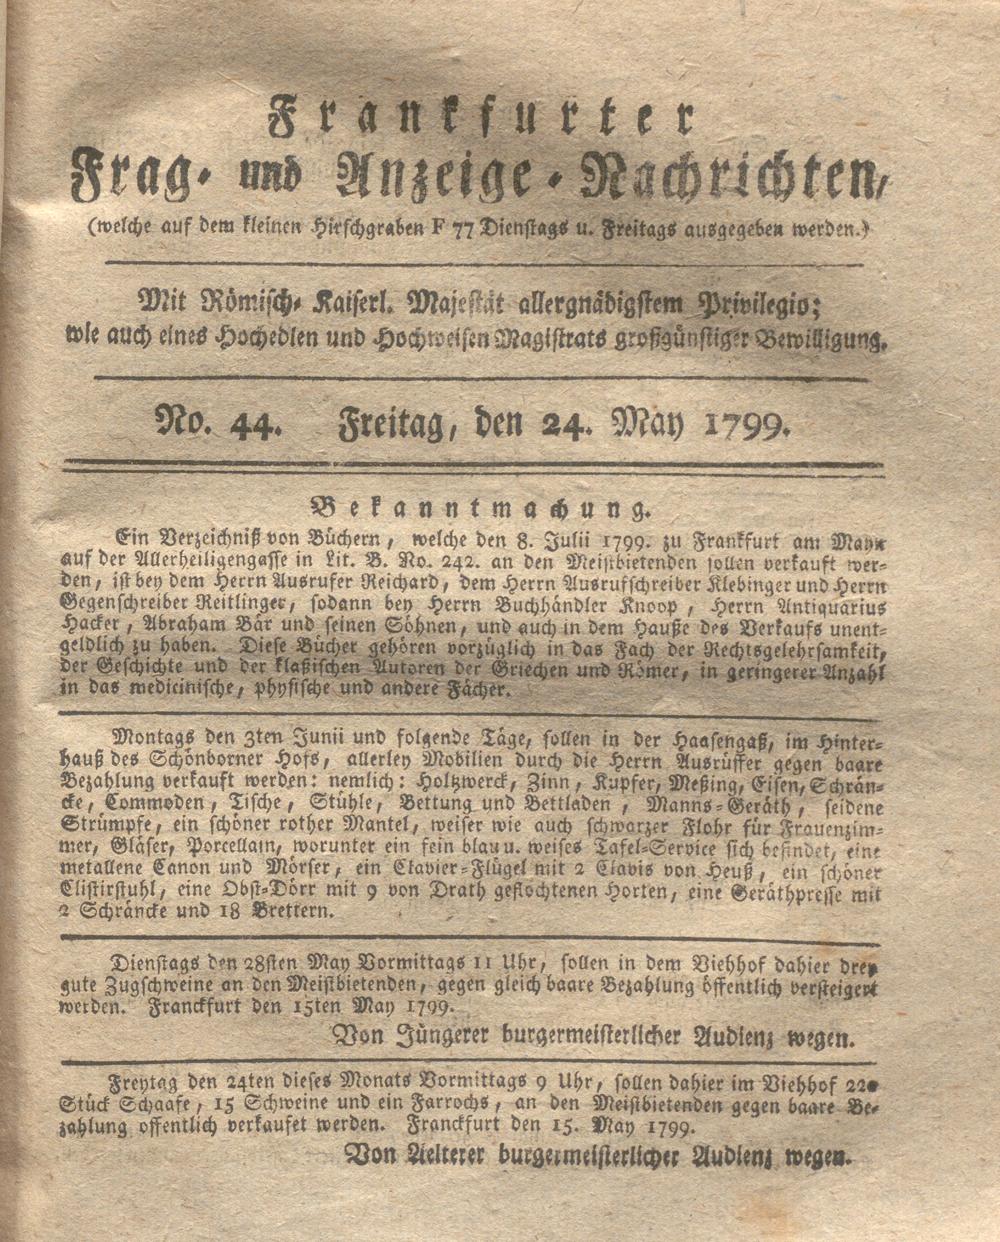 Frankfurter
Frag- und Anzeige-Nachrichten,
(welche auf dem kleinen Hirschgraben F 77 Dienstags u. Freitags ausgegeben werden.)
Mit Römisch- Kaiserl. Majestät allergnädigstem Privilegio;
wie auch eines Hochedlen und Hochweisen Magistrats großgünstiger Bewilligung.
No. 44. Freitag, den 24. May 1799.
Bekanntmachung.
Ein Verzeichniß von Büchern, welche den 8. Julii 1799. zu Frankfurt am Mayn
auf der Allerheiligengasse in Lit. B. No. 242. an den Meistbietenden sollen verkauft wer-
den, ist bey dem Herrn Ausrufer Reichard, dem Herrn Ausrufschreiber Klebinger und Herrn
Gegenschreiber Reitlinger, sodann bey Herrn Buchhändler Knoop, Herrn Antiquarius
Hacker, Abraham Bär und seinen Söhnen, und auch in dem Hauße des Verkaufs unent-
geldlich zu haben. Diese Bücher gehören vorzüglich in das Fach der Rechtsgelehrsamkeit,
der Geschichte und der klaßischen Autoren der Griechen und Römer, in geringerer Anzahl
in das medicinische, physische und andere Fächer.
Montags den 3ten Junii und folgende Täge, sollen in der Haasengaß, im Hinter-
hauß des Schönborner Hofs, allerley Mobilien durch die Herrn Ausrüffer gegen baare
Bezahlung verkauft werden: nemlich: Holtzwerck, Zinn, Kupfer, Meßing, Eisen, Schrän-
cke, Commoden, Tische, Stühle, Bettung und Bettladen, Manns-Geräth, seidene
Strümpfe, ein schöner rother Mantel, weiser wie auch schwarzer Flohr für Frauenzim-
mer, Gläser, Porcellain, worunter ein fein blau u. weises Tafel-Service sich befindet, eine
metallene Canon und Mörser, ein Clavier-Flügel mit 2 Clavis von Heuß, ein schöner
Clistirstuhl, eine Obst-Dörr mit 9 von Drath geflochtenen Horten, eine Geräthpresse mit
2 Schräncke und 18 Brettern.
Dienstags den 28sten May Vormittags 11 Uhr, sollen in dem Viehhof dahier drey
gute Zugschweine an den Meistbietenden, gegen gleich baare Bezahlung öffentlich versteigert
werden. Franckfurt den 15ten May 1799.
Von Jüngerer burgermeisterlicher Audienz wegen.
Freytag den 24ten dieses Monats Vormittags 9 Uhr, sollen dahier im Viehhof
Stück Schaafe, 15 Schweine und ein Farrochs, an den Meistbietenden gegen baare Be-
zahlung offentlich verkaufet werden. Franckfurt den 15. May 1799.
Von Aelterer burgermeisterlicher Audienz wegen.